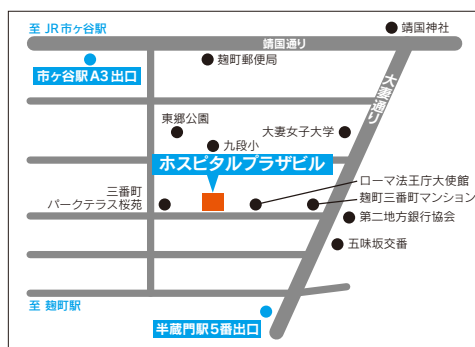 至 JR市ヶ谷駅
靖国神社
靖国通り
市ヶ谷駅A3出口
麹町郵便局
大妻通り
東郷公園
大妻女子大学
九段小
ホスピタルプラザビル
ローマ法王庁大使館
三番町
パークテラス桜苑
麹町三番町マンション
第二地方銀行協会
五味坂交番
至 麹町駅
半蔵門駅5番出口